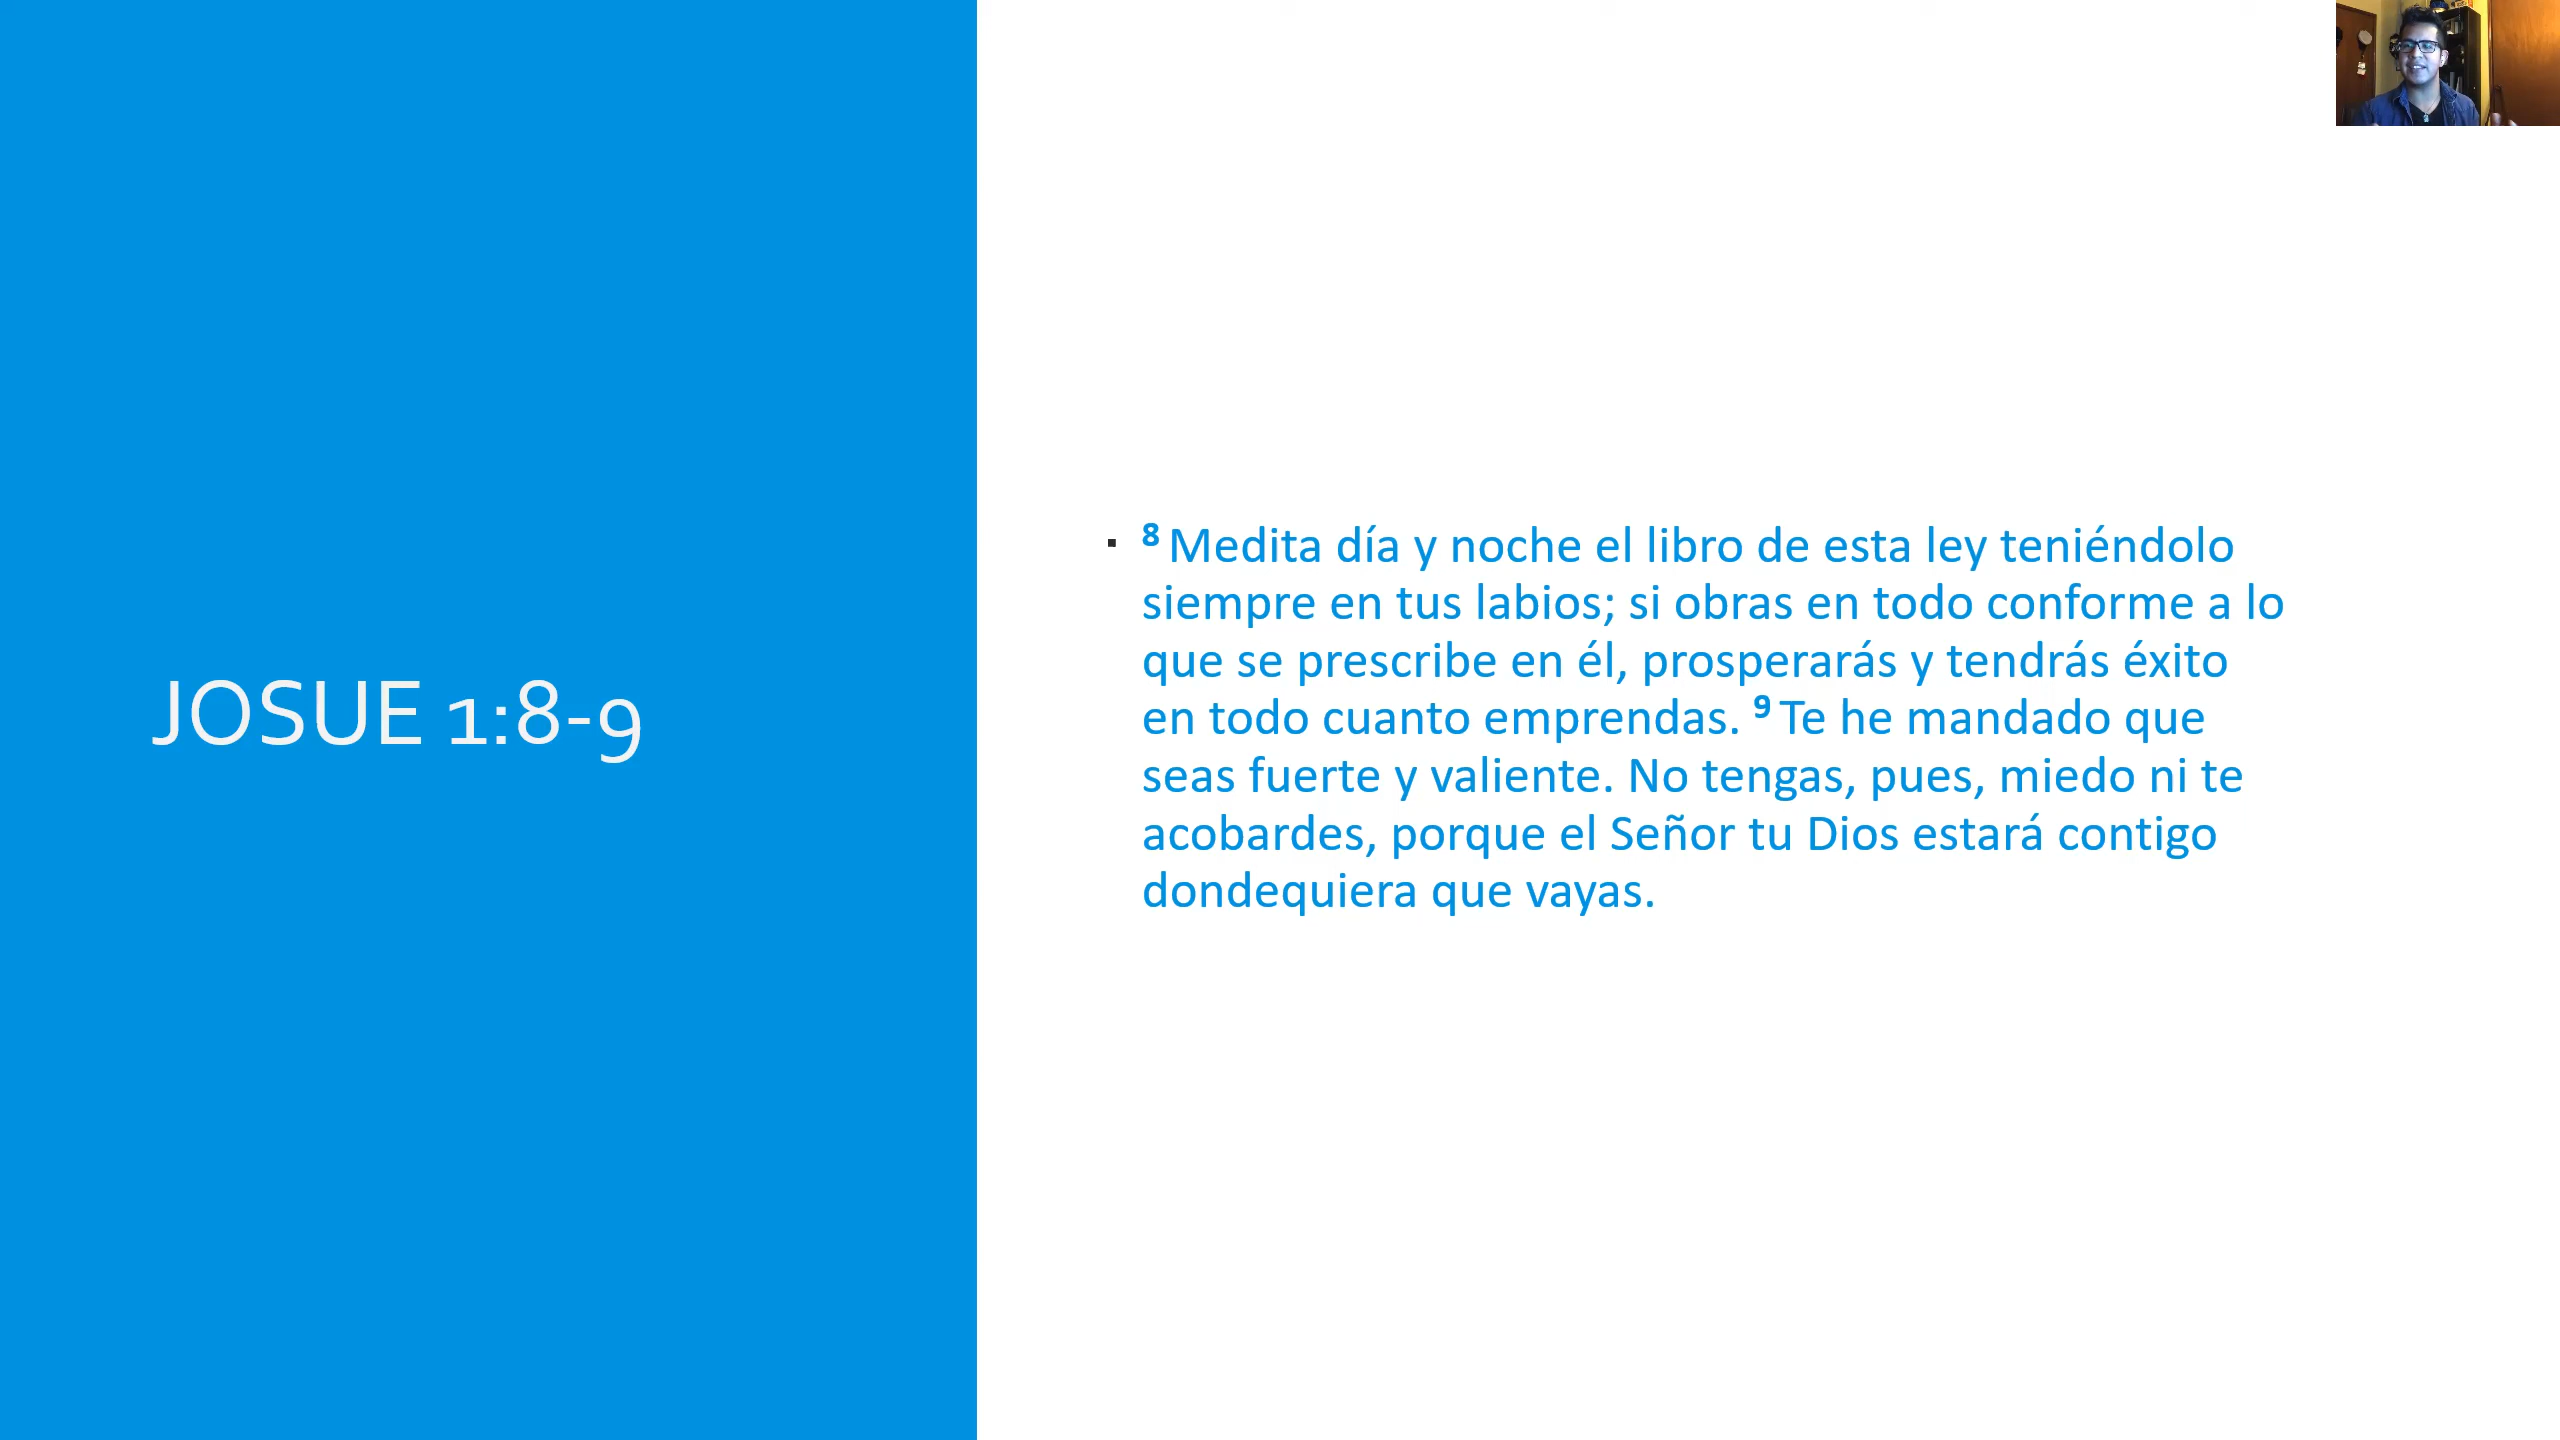 JOSUE 1:8-9
▪ 8 Medita día y noche el libro de esta ley teniéndolo
siempre en tus labios; si obras en todo conforme a lo
que se prescribe en él, prosperarás y tendrás éxito
en todo cuanto emprendas. 9 Te he mandado que
seas fuerte y valiente. No tengas, pues, miedo ni te
acobardes, porque el Señor tu Dios estará contigo
dondequiera que vayas.